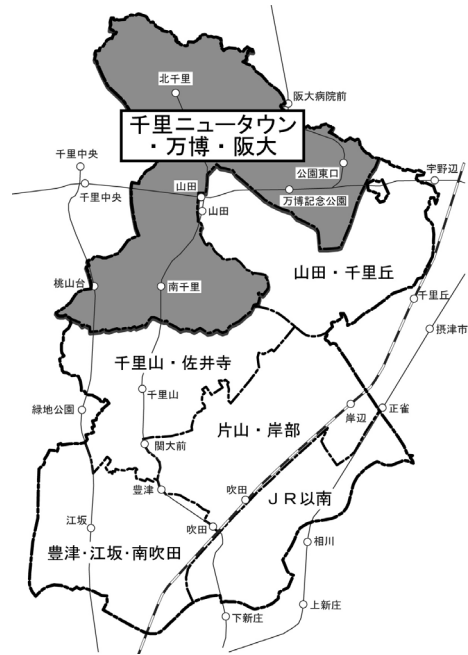 北千里
阪大病院前
千里ニュータウン
・万博・阪大
千里中央
千里中央
公園東口
宇野辺
山田
山田
万博記念公園
山田・千里丘
桃山台
南千里
千里丘
摂津市
千里山・佐井寺
千里山
緑地公園
岸辺
正雀
片山・岸部
関大前
豊津
吹田
ＪＲ以南
江坂
吹田
豊津・江坂・南吹田
相川
上新庄
下新庄